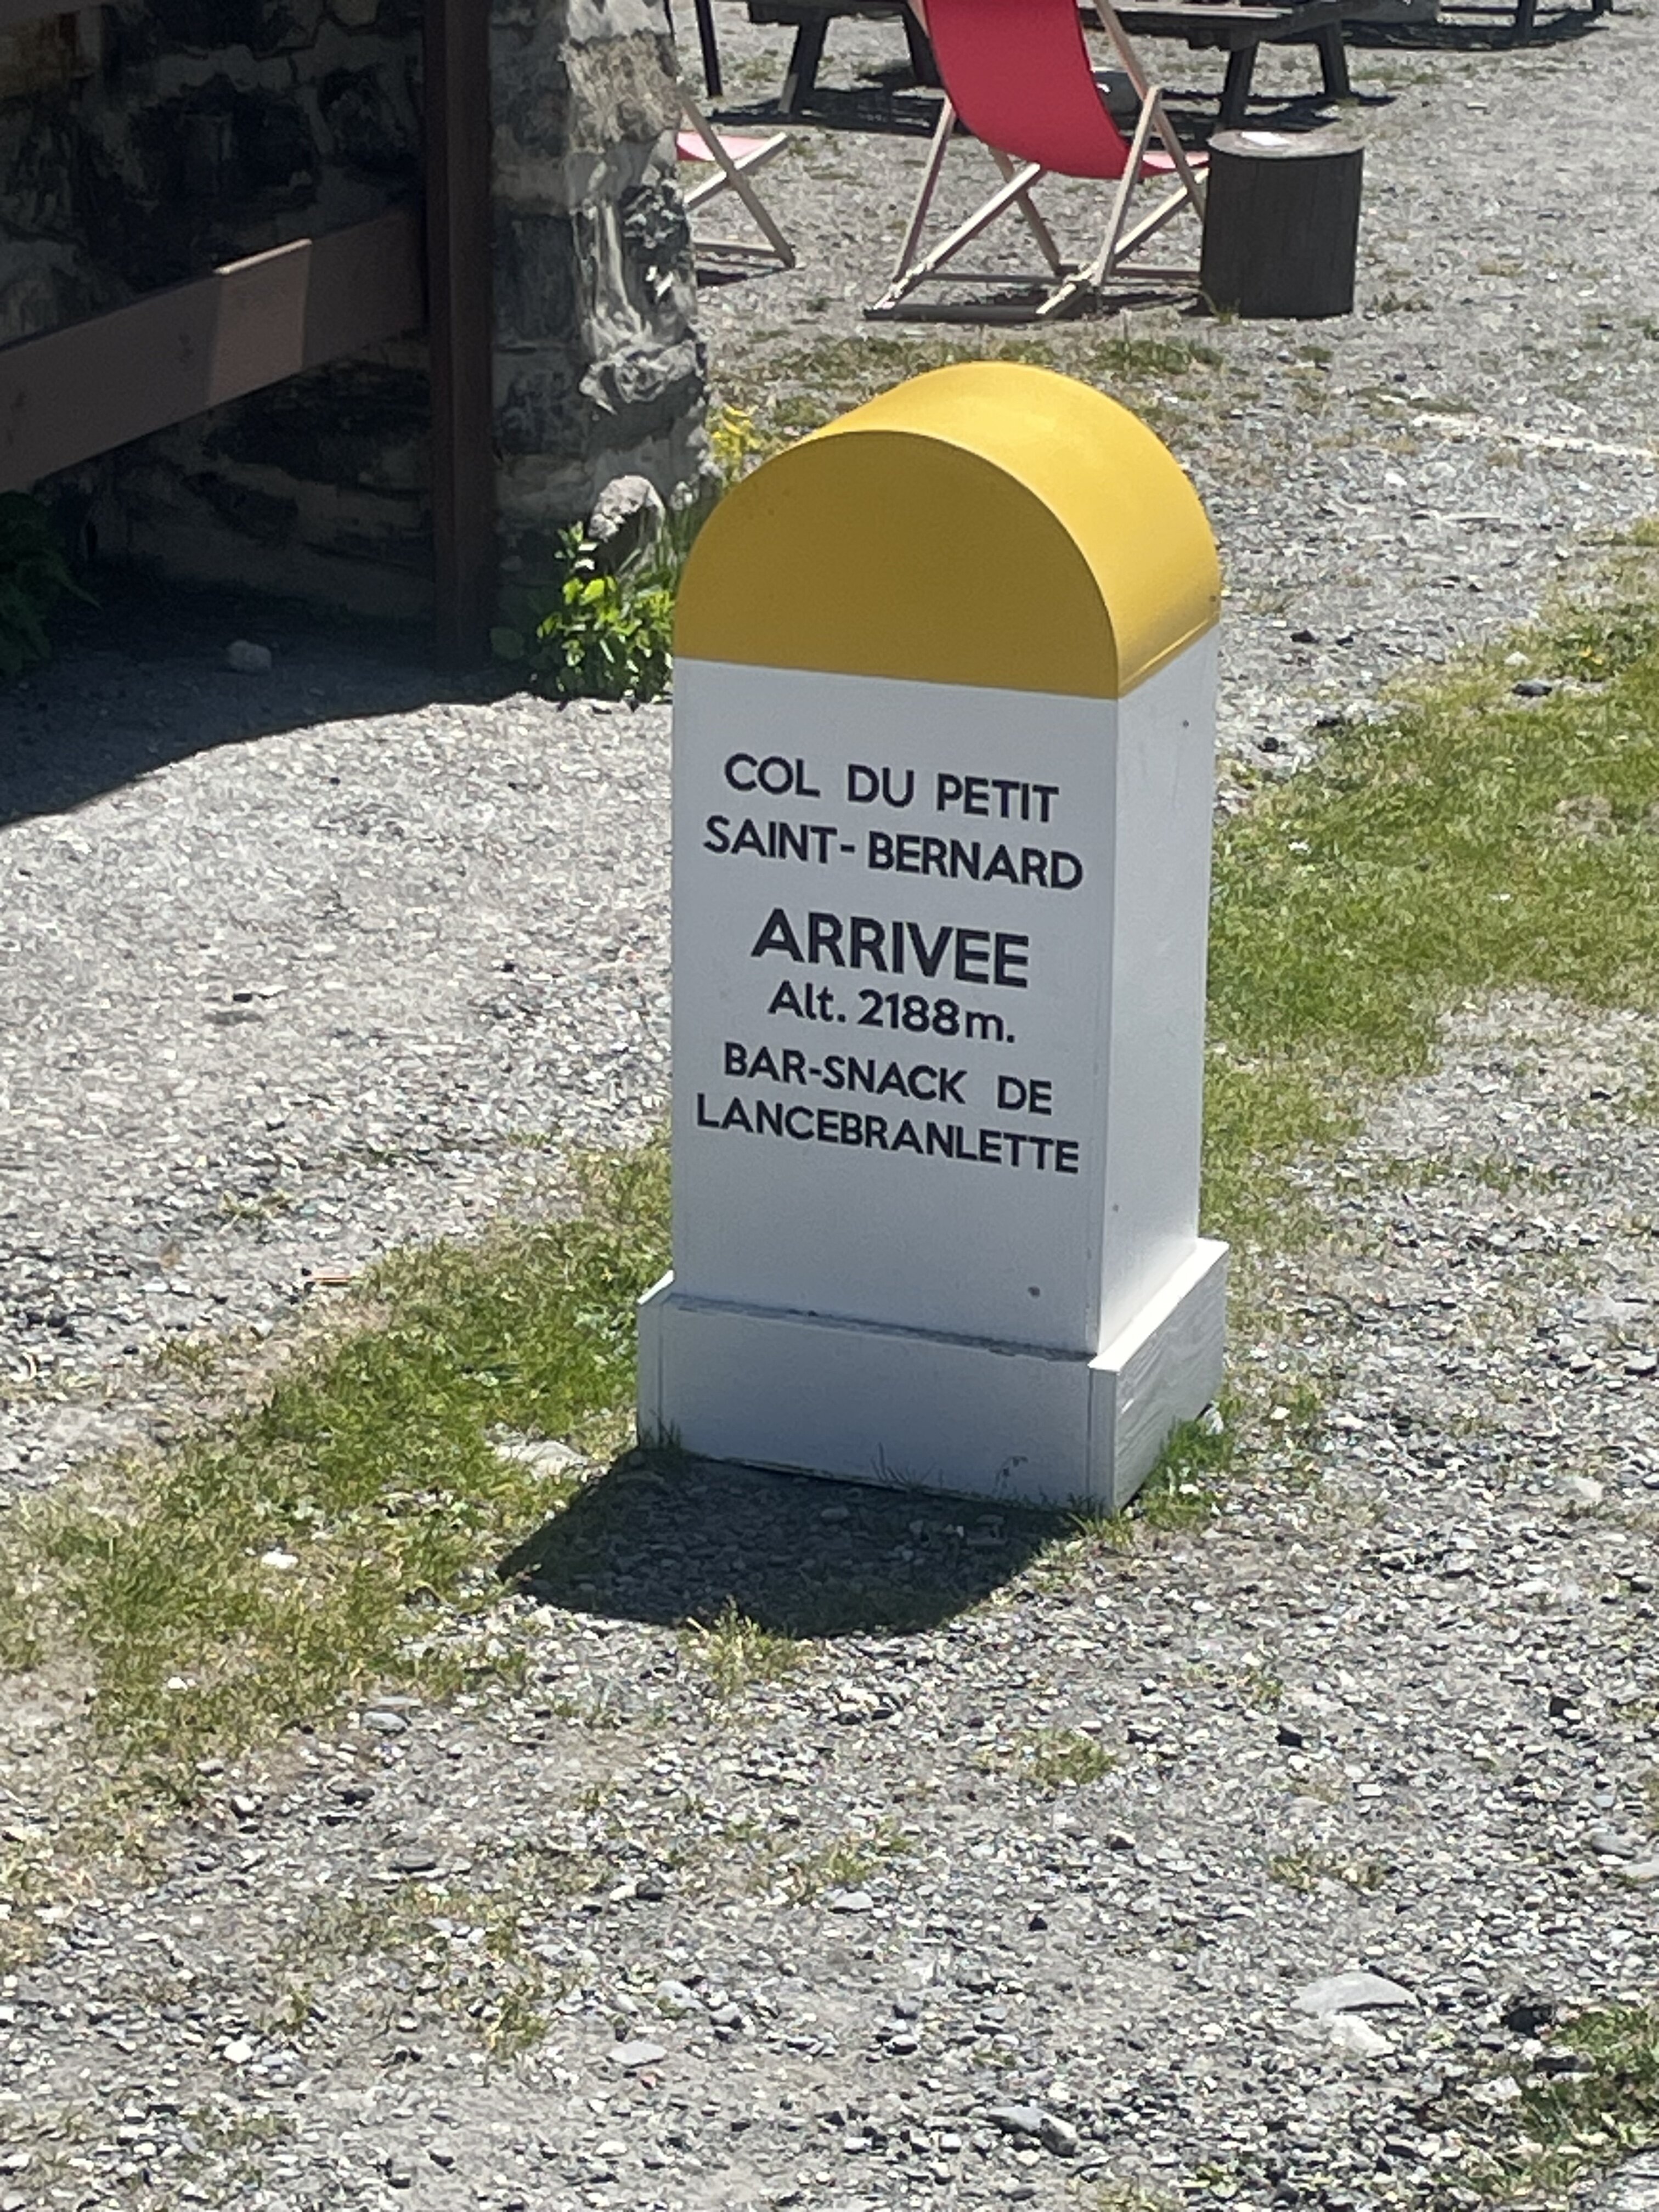 COL DU PETIT
SAINT-BERNARD
ARRIVEE
Alt. 2188m.
BAR-SNACK DE
LANCEBRANLETTE